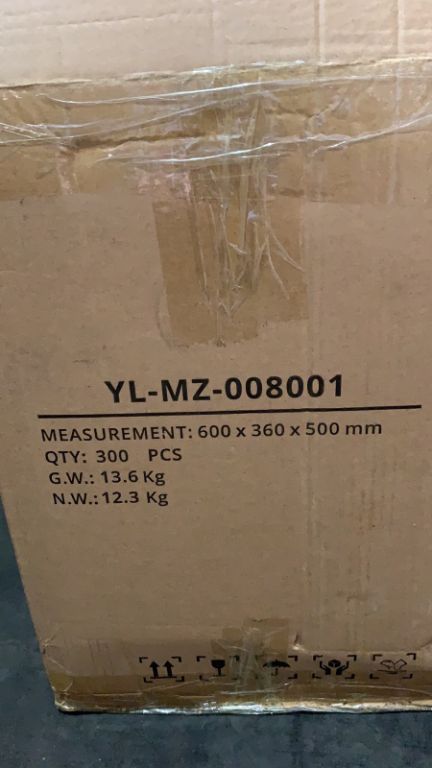 YL-MZ-008001
MEASUREMENT: 600 x 360 x 500 mm
QTY: 300 PCS
G.W.: 13.6 Kg
N.W.: 12.3 Kg